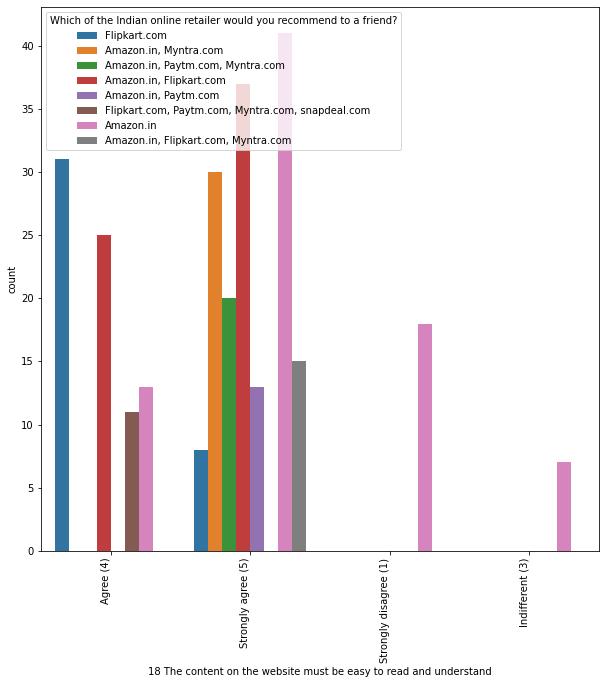 Which of the Indian online retailer would you recommend to a friend?
Flipkart.com
Amazon.in, Myntra.com
Amazon.in, Paytm.com, Myntra.com
Amazon.in, Flipkart.com
Amazon.in, Paytm.com
Flipkart.com, Paytm.com, Myntra.com, snapdeal.com
Amazon.in
Amazon.in, Flipkart.com, Myntra.com
40
35
30
25
20
15
10
5
0
count
Agree (4)
Strongly agree (5)
Strongly disagree (1)
Indifferent (3)
18 The content on the website must be easy to read and understand